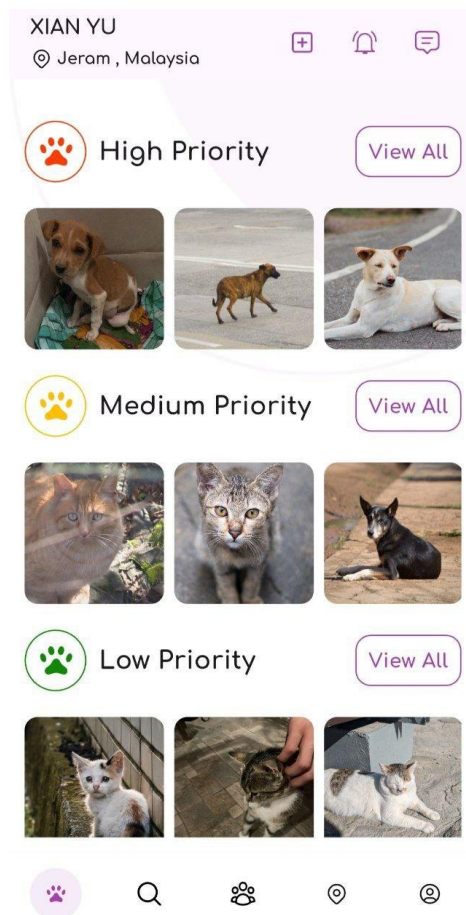 XIAN YU
Jeram , Malaysia
High Priority
View All
Medium Priority
View All
Low Priority
View All